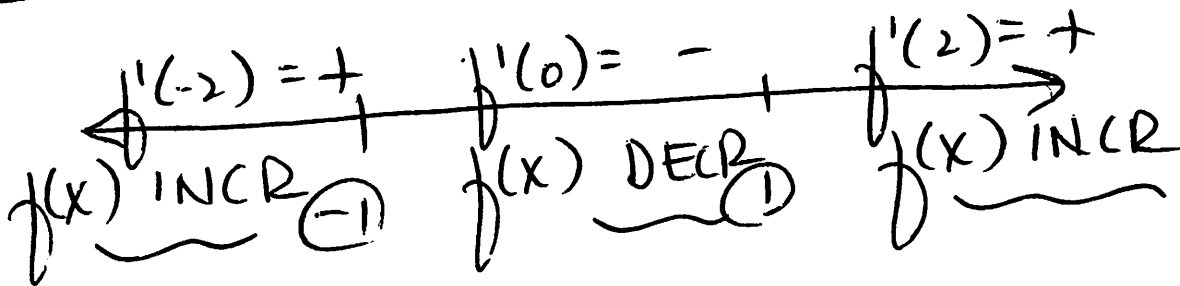 f'(-2) = + f'(0) = - f'(2) = +
f(x) INCR -1 f(x) DECR 1 f(x) INCR